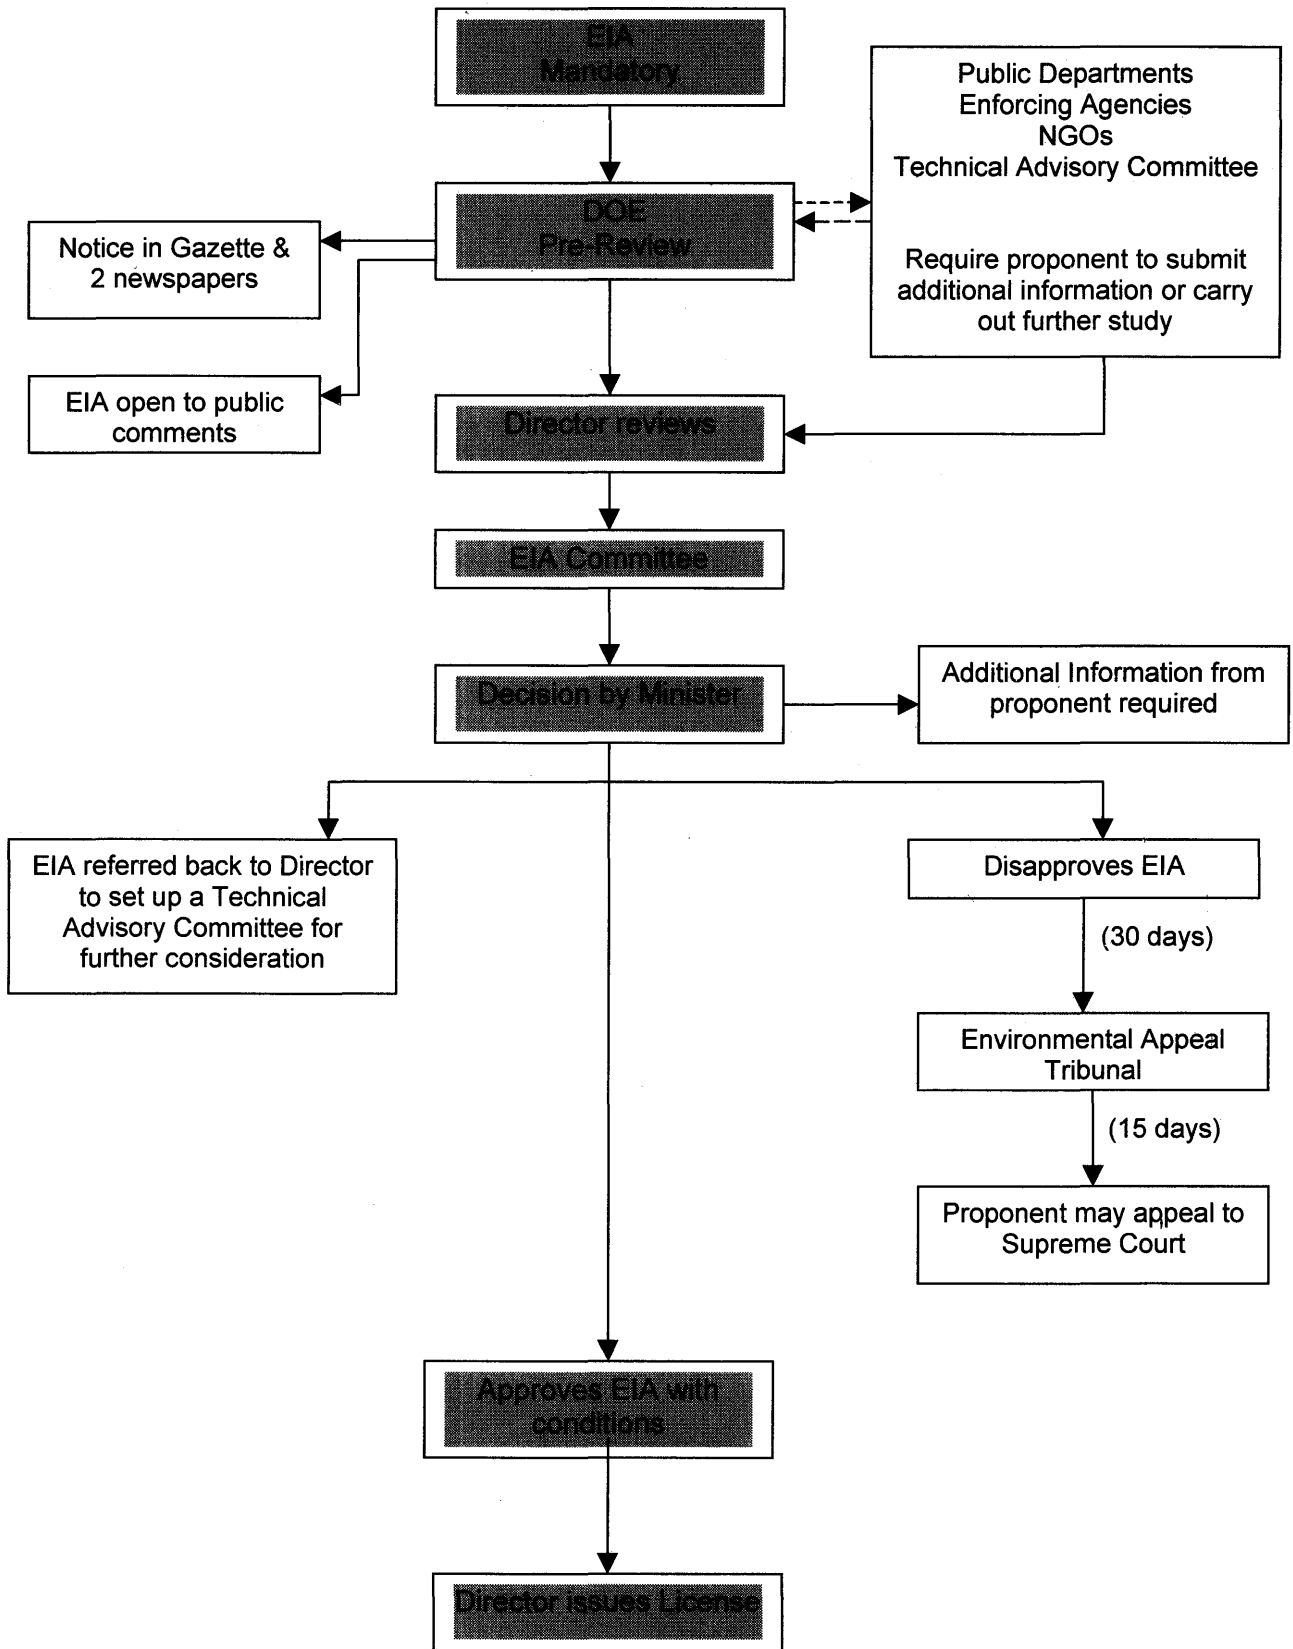 EIA
Mandatory
Public Departments
Enforcing Agencies
NGOs
Technical Advisory Committee
Require proponent to submit
additional information or carry
out further study
DOE
Pre-Review
Notice in Gazette &
2 newspapers
EIA open to public
comments
Director reviews
EIA Committee
Decision by Minister
Additional Information from
proponent required
EIA referred back to Director
to set up a Technical
Advisory Committee for
further consideration
Disapproves EIA
(30 days)
Environmental Appeal
Tribunal
(15 days)
Proponent may appeal to
Supreme Court
Approves EIA with
conditions
Director issues License